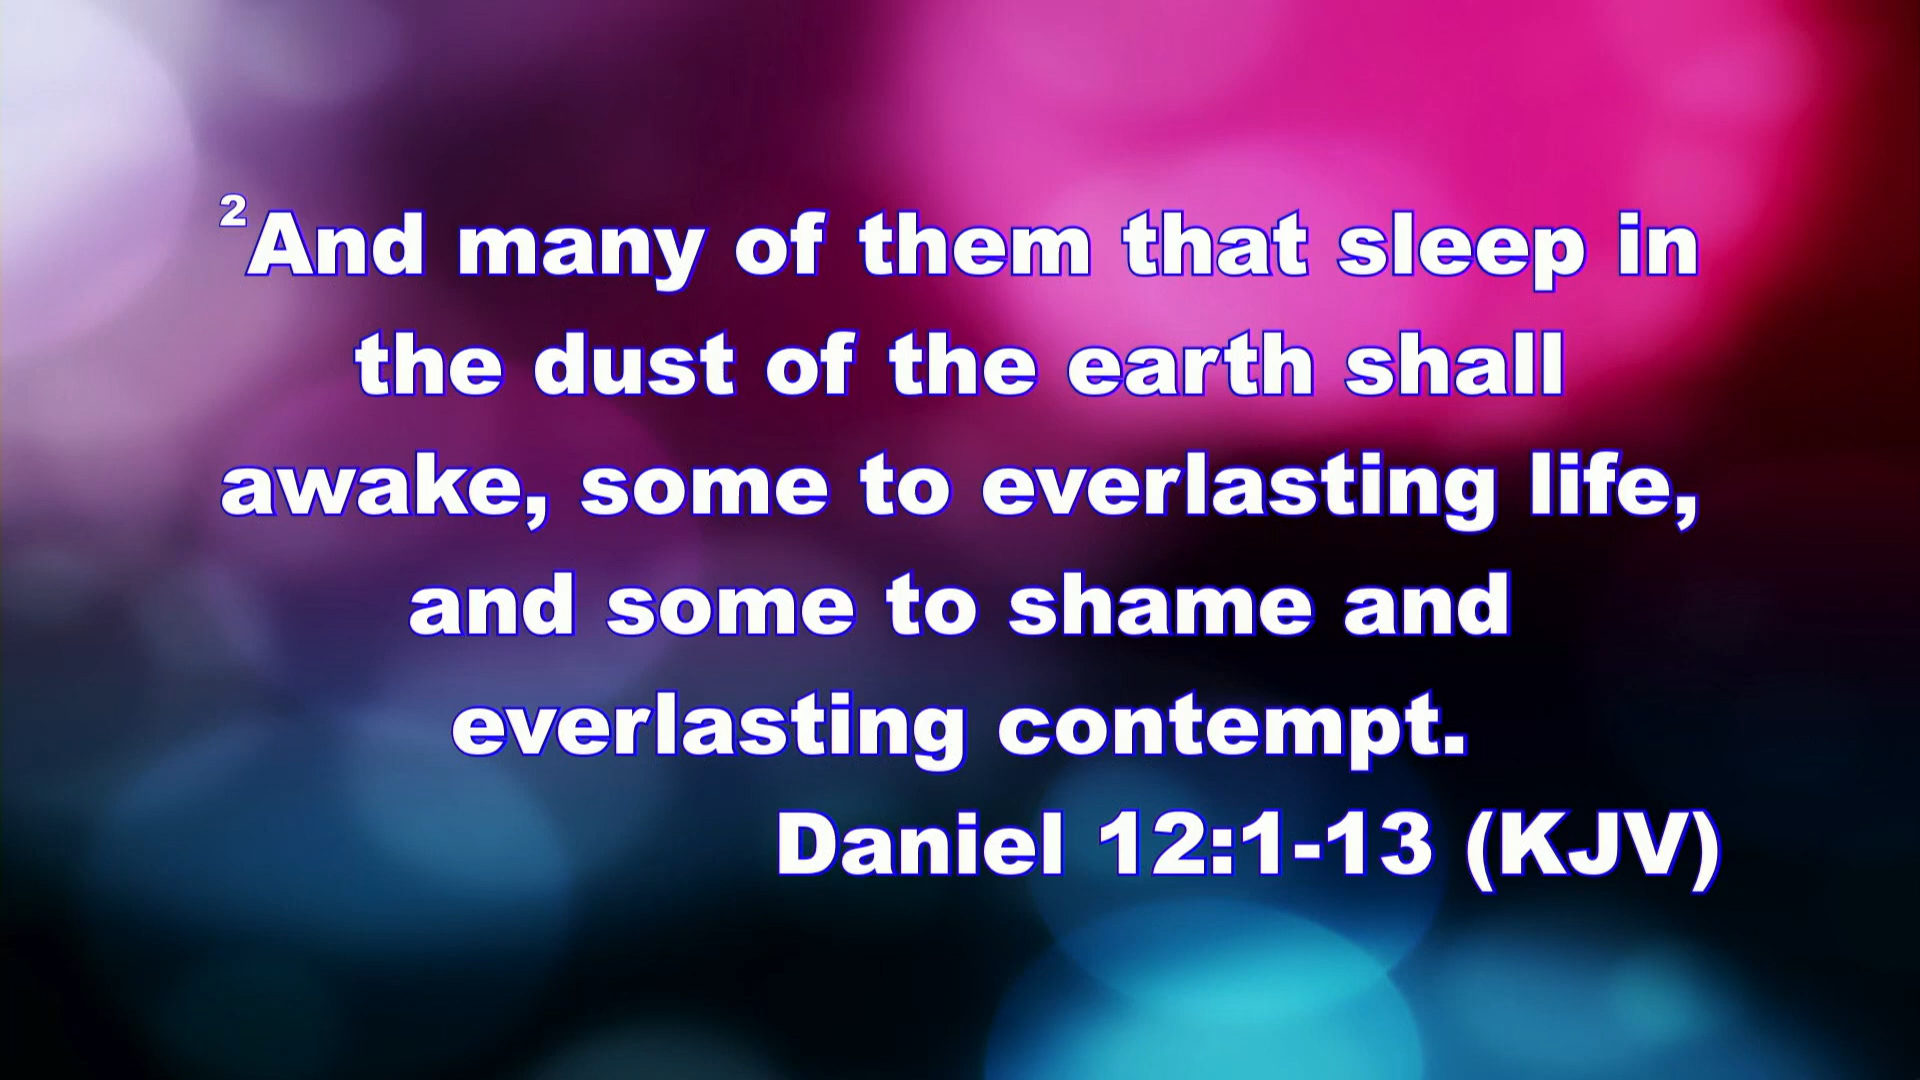 ²And many of them that sleep in
the dust of the earth shall
awake, some to everlasting life,
and some to shame and
everlasting contempt.
Daniel 12:1-13 (KJV)